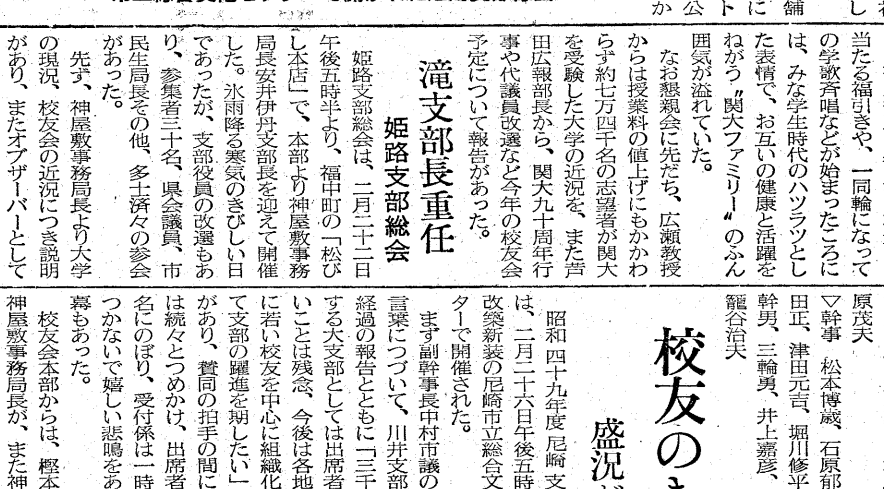 当たる福引きや、一同輪になって
の学歌斉唱などが始まったころに
は、みな学生時代のハツラツとし
た表情で、お互いの健康と活躍を
ねがう〝関大ファミリー〟のふん
囲気が溢れていた。
なお懇親会に先だち、広瀬教授
からは授業料の値上げにもかかわ
らず約七万四千名の志望者が関大
を受験した大学の近況を、また芦
田広報部長から、関大九十周年行
事や代議員改選など今年の校友会
予定について報告があった。
滝支部長重任
姫路支部総会
姫路支部総会は、二月二十二日
午後五時半より、福中町の「松び
し本店」で、本部より神屋敷事務
局長安井伊丹支部長を迎えて開催
した。氷雨降る寒気のきびしい日
であったが、支部役員の改選もあ
り、参集者三十名、県会議員、市
民生局長その他、多士済々の参会
があった。
先ず、神屋敷事務局長より大学
の現況、校友会の近況につき説明
があり、またオブザーバーとして
原茂夫
▽幹事　松本博歳、石原郁
田正、津田元吉、堀川修平
幹男、三輪勇、井上嘉彦、
籠谷治夫
校友の
盛況
昭和四十九年度尼崎支
は、二月二十六日午後五時
改築新装の尼崎市立総合文
ターで開催された。
まず副幹事長中村市議の
言葉につづいて、川井支部
経過の報告とともに「三千
する大支部としては出席者
いことは残念、今後は各地
に若い校友を中心に組織化
て支部の躍進を期したい」
があり、賛同の拍手の間に
は続々とつめかけ、出席者
名にのぼり、受付係は一時
つかないで嬉しい悲鳴をあ
幕もあった。
校友会本部からは、樫本
神屋敷事務局長が、また神